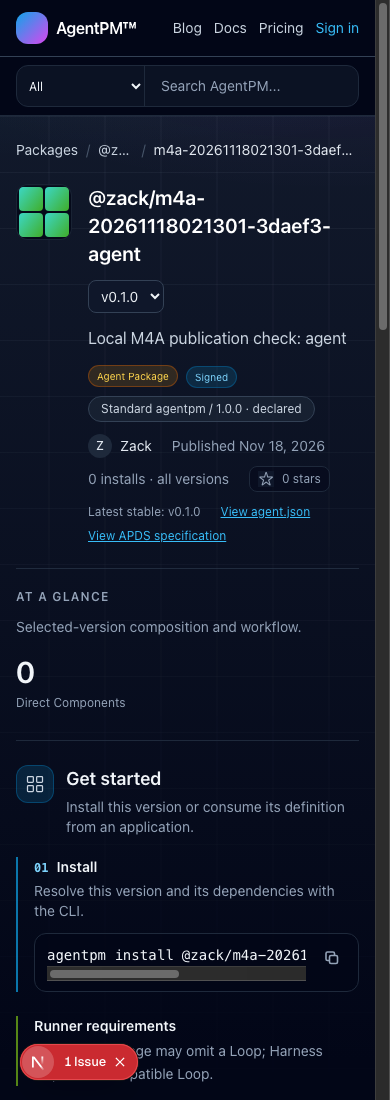 AgentPM™ Blog Docs Pricing Sign in
All Search AgentPM...
Packages / @z... / m4a-20261118021301-3daef...
@zack/m4a-
20261118021301-3daef3-
agent
v0.1.0
Local M4A publication check: agent
Agent Package Signed
Standard agentpm / 1.0.0 · declared
Z Zack Published Nov 18, 2026
0 installs · all versions 0 stars
Latest stable: v0.1.0 View agent.json
View APDS specification
AT A GLANCE
Selected-version composition and workflow.
0
Direct Components
Get started
Install this version or consume its definition
from an application.
01 Install
Resolve this version and its dependencies with
the CLI.
agentpm install @zack/m4a-20261
Runner requirements
ge may omit a Loop; Harness
patible Loop.
N 1 Issue